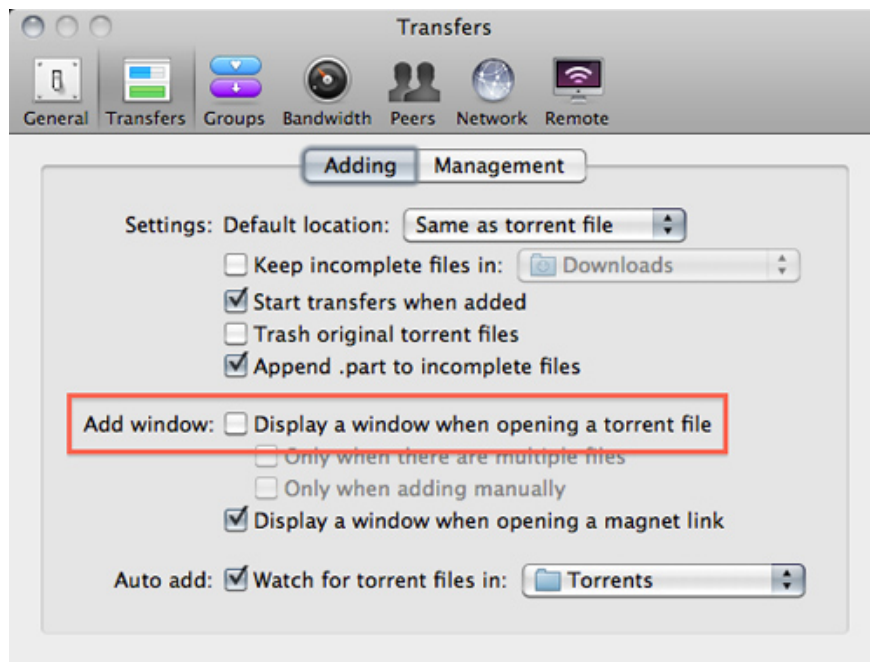 Transfers
General Transfers Groups Bandwidth Peers Network Remote
Adding Management
Settings: Default location: Same as torrent file
Keep incomplete files in: Downloads
Start transfers when added
Trash original torrent files
Append .part to incomplete files
Add window: Display a window when opening a torrent file
Only when there are multiple files
Only when adding manually
Display a window when opening a magnet link
Auto add: Watch for torrent files in: Torrents